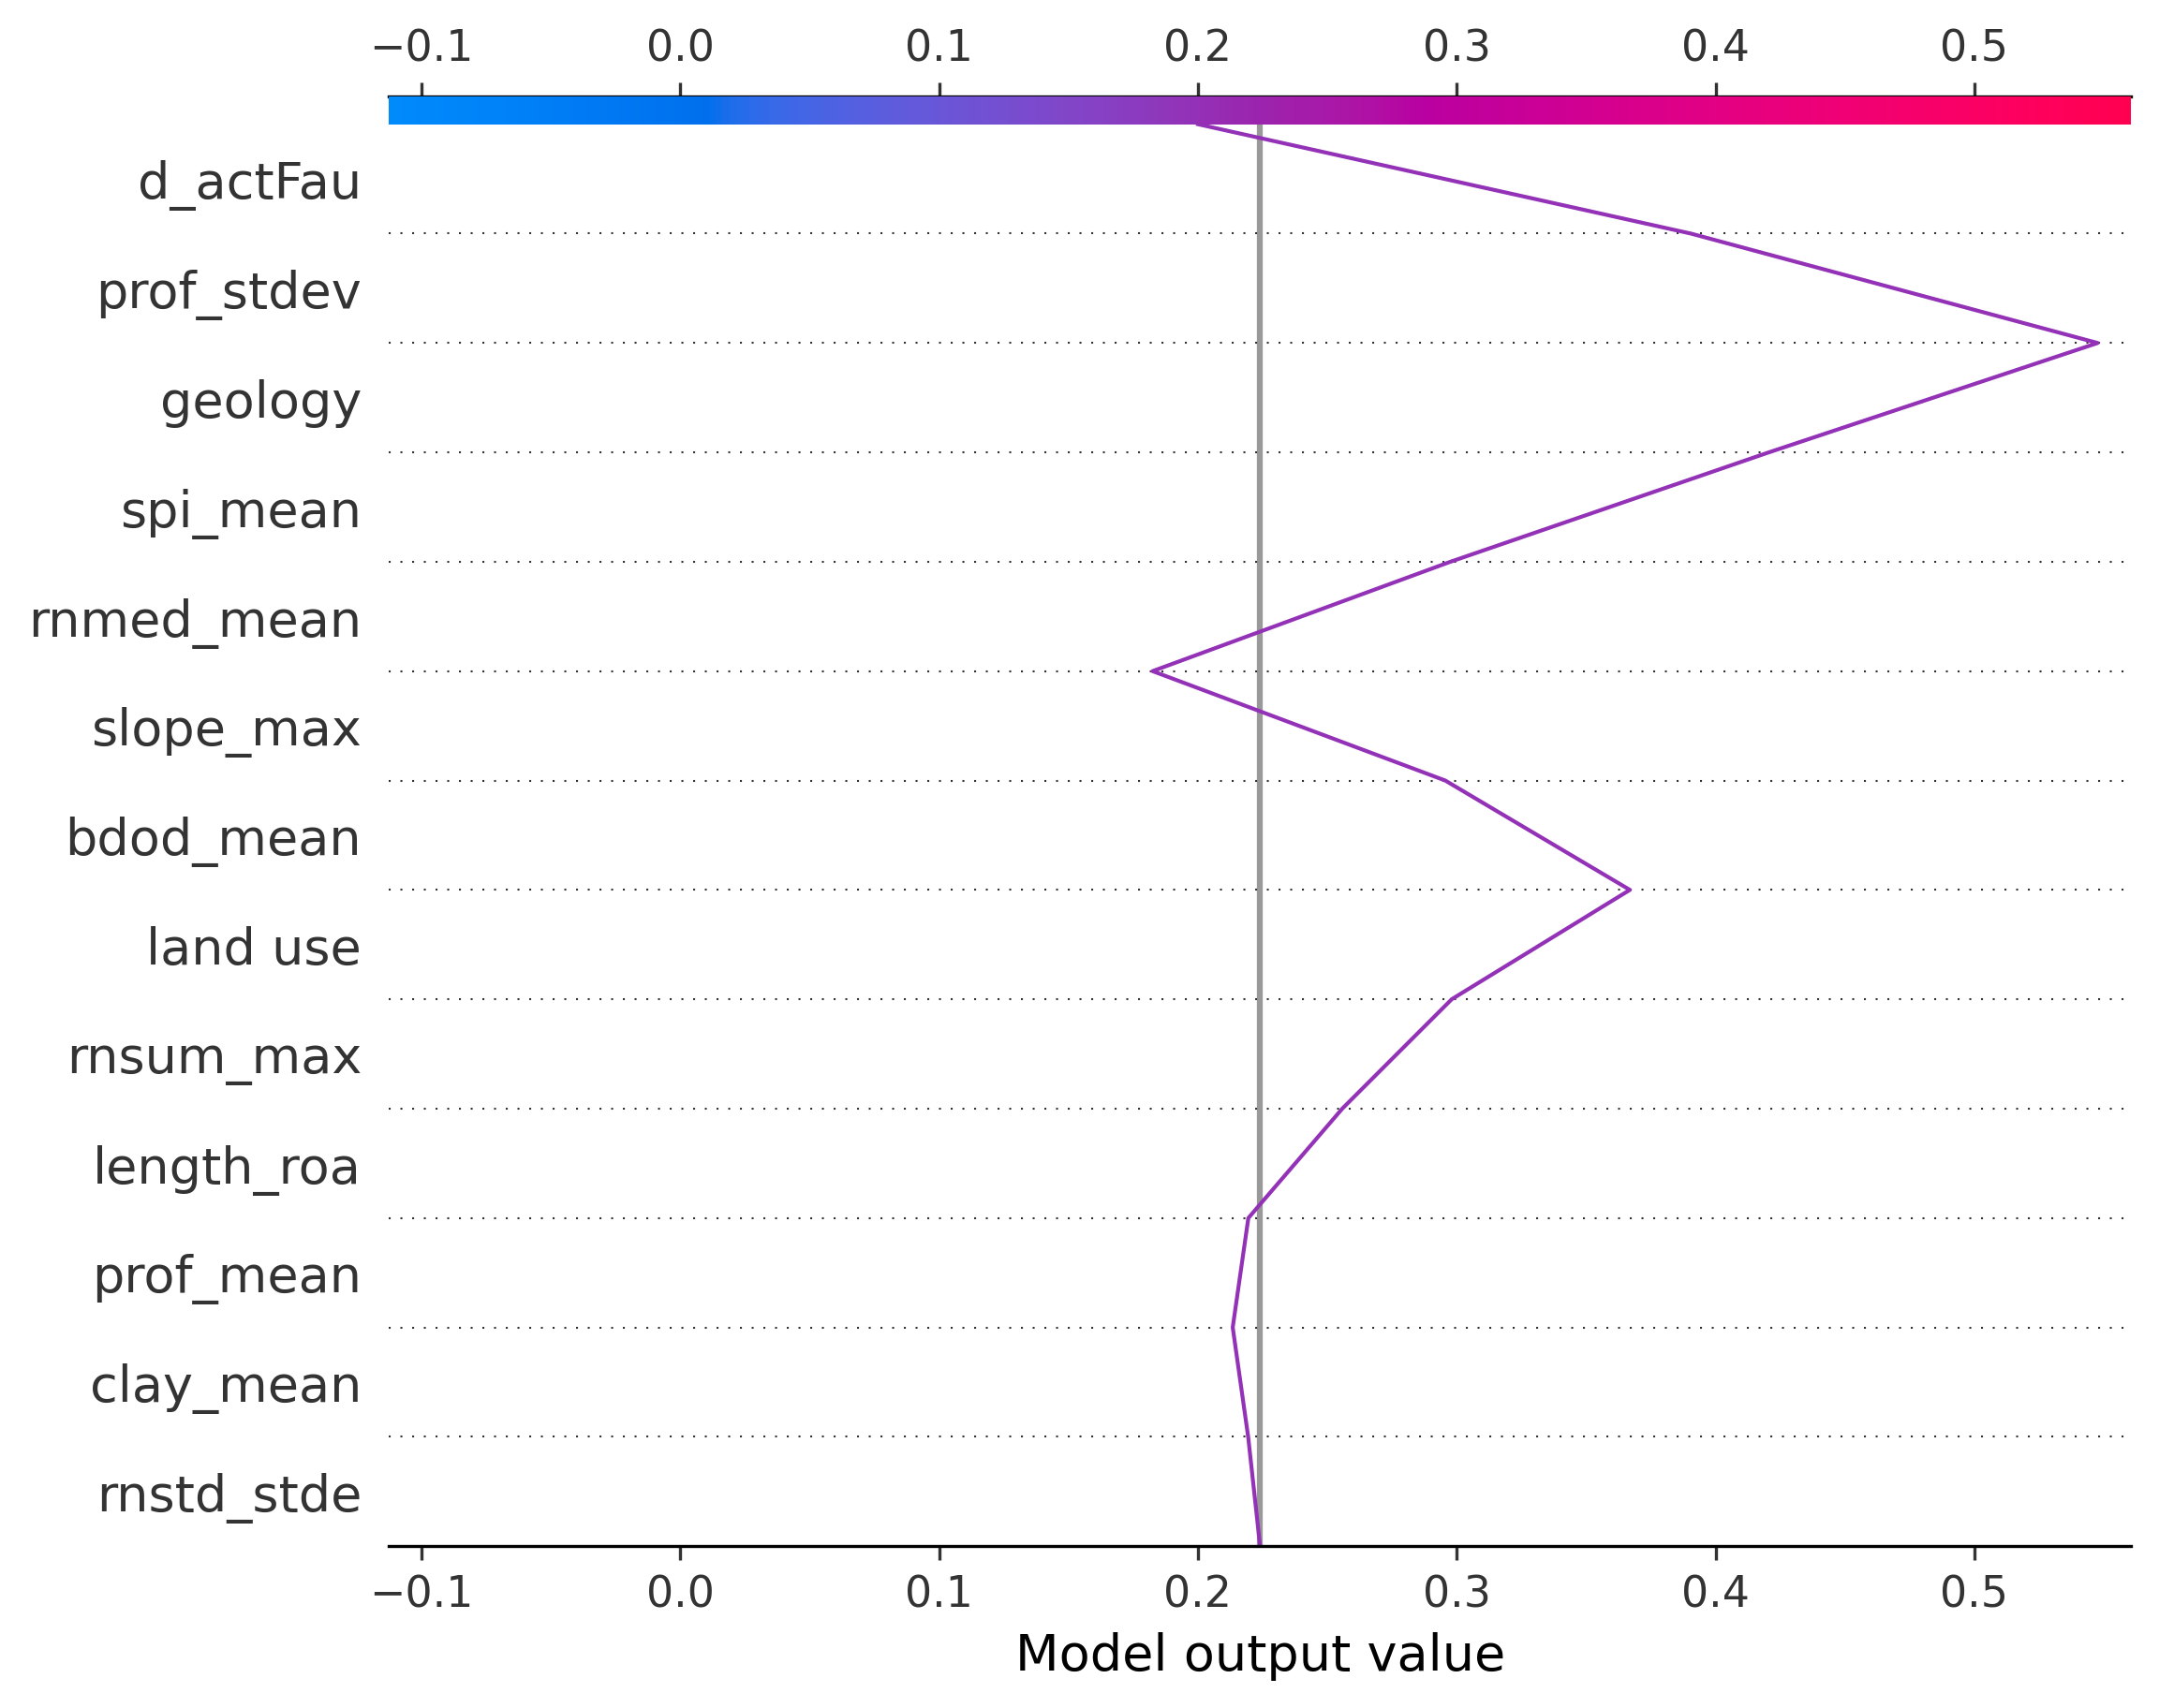 −0.1 0.0 0.1 0.2 0.3 0.4 0.5
d_actFau
prof_stdev
geology
spi_mean
rnmed_mean
slope_max
bdod_mean
land use
rnsum_max
length_roa
prof_mean
clay_mean
rnstd_stde
−0.1 0.0 0.1 0.2 0.3 0.4 0.5
Model output value